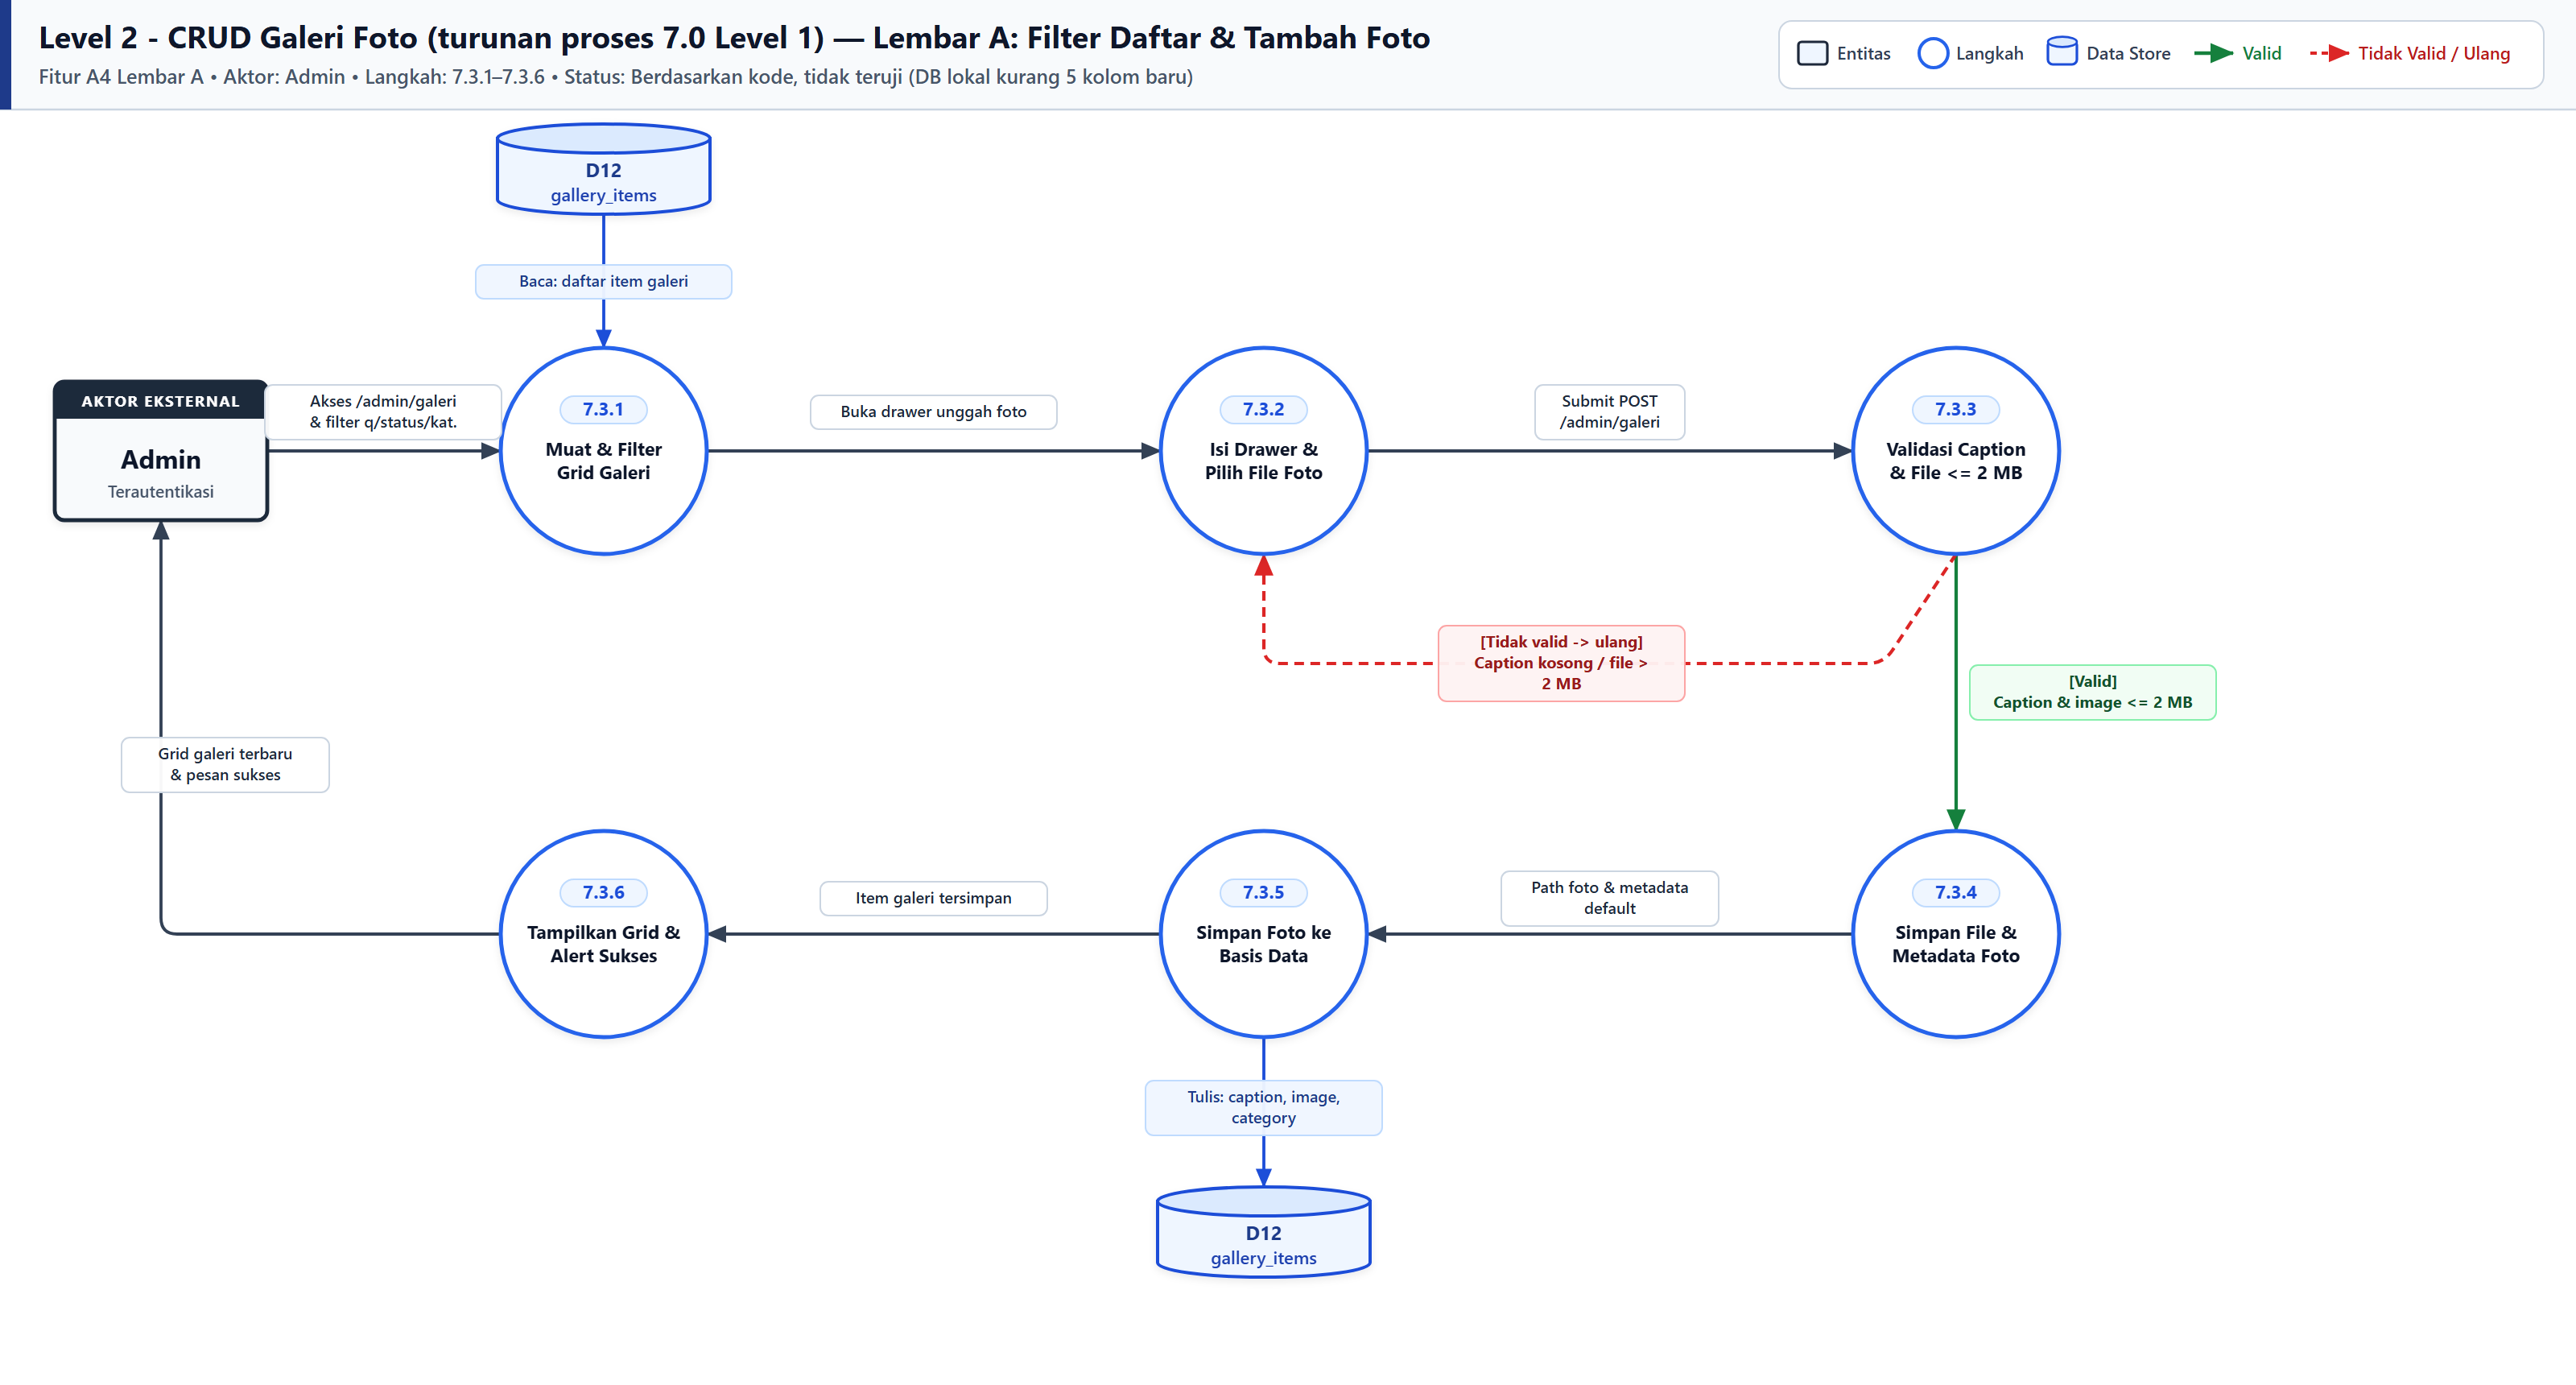 Level 2 - CRUD Galeri Foto (turunan proses 7.0 Level 1) — Lembar A: Filter Daftar & Tambah Foto
Fitur A4 Lembar A • Aktor: Admin • Langkah: 7.3.1–7.3.6 • Status: Berdasarkan kode, tidak teruji (DB lokal kurang 5 kolom baru)
Entitas
Langkah
Data Store
Valid
Tidak Valid / Ulang
D12
gallery_items
Baca: daftar item galeri
AKTOR EKSTERNAL
Admin
Terautentikasi
Akses /admin/galeri
& filter q/status/kat.
7.3.1
Muat & Filter
Grid Galeri
Buka drawer unggah foto
7.3.2
Isi Drawer &
Pilih File Foto
Submit POST
/admin/galeri
7.3.3
Validasi Caption
& File <= 2 MB
[Tidak valid -> ulang]
Caption kosong / file >
2 MB
[Valid]
Caption & image <= 2 MB
Grid galeri terbaru
& pesan sukses
7.3.6
Tampilkan Grid &
Alert Sukses
Item galeri tersimpan
7.3.5
Simpan Foto ke
Basis Data
Path foto & metadata
default
7.3.4
Simpan File &
Metadata Foto
Tulis: caption, image,
category
D12
gallery_items